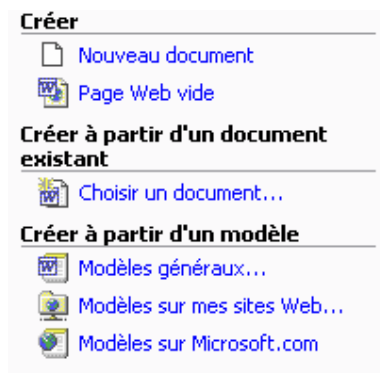 Créer
Nouveau document
Page Web vide
Créer à partir d'un document
existant
Choisir un document...
Créer à partir d'un modèle
Modèles généraux...
Modèles sur mes sites Web...
Modèles sur Microsoft.com